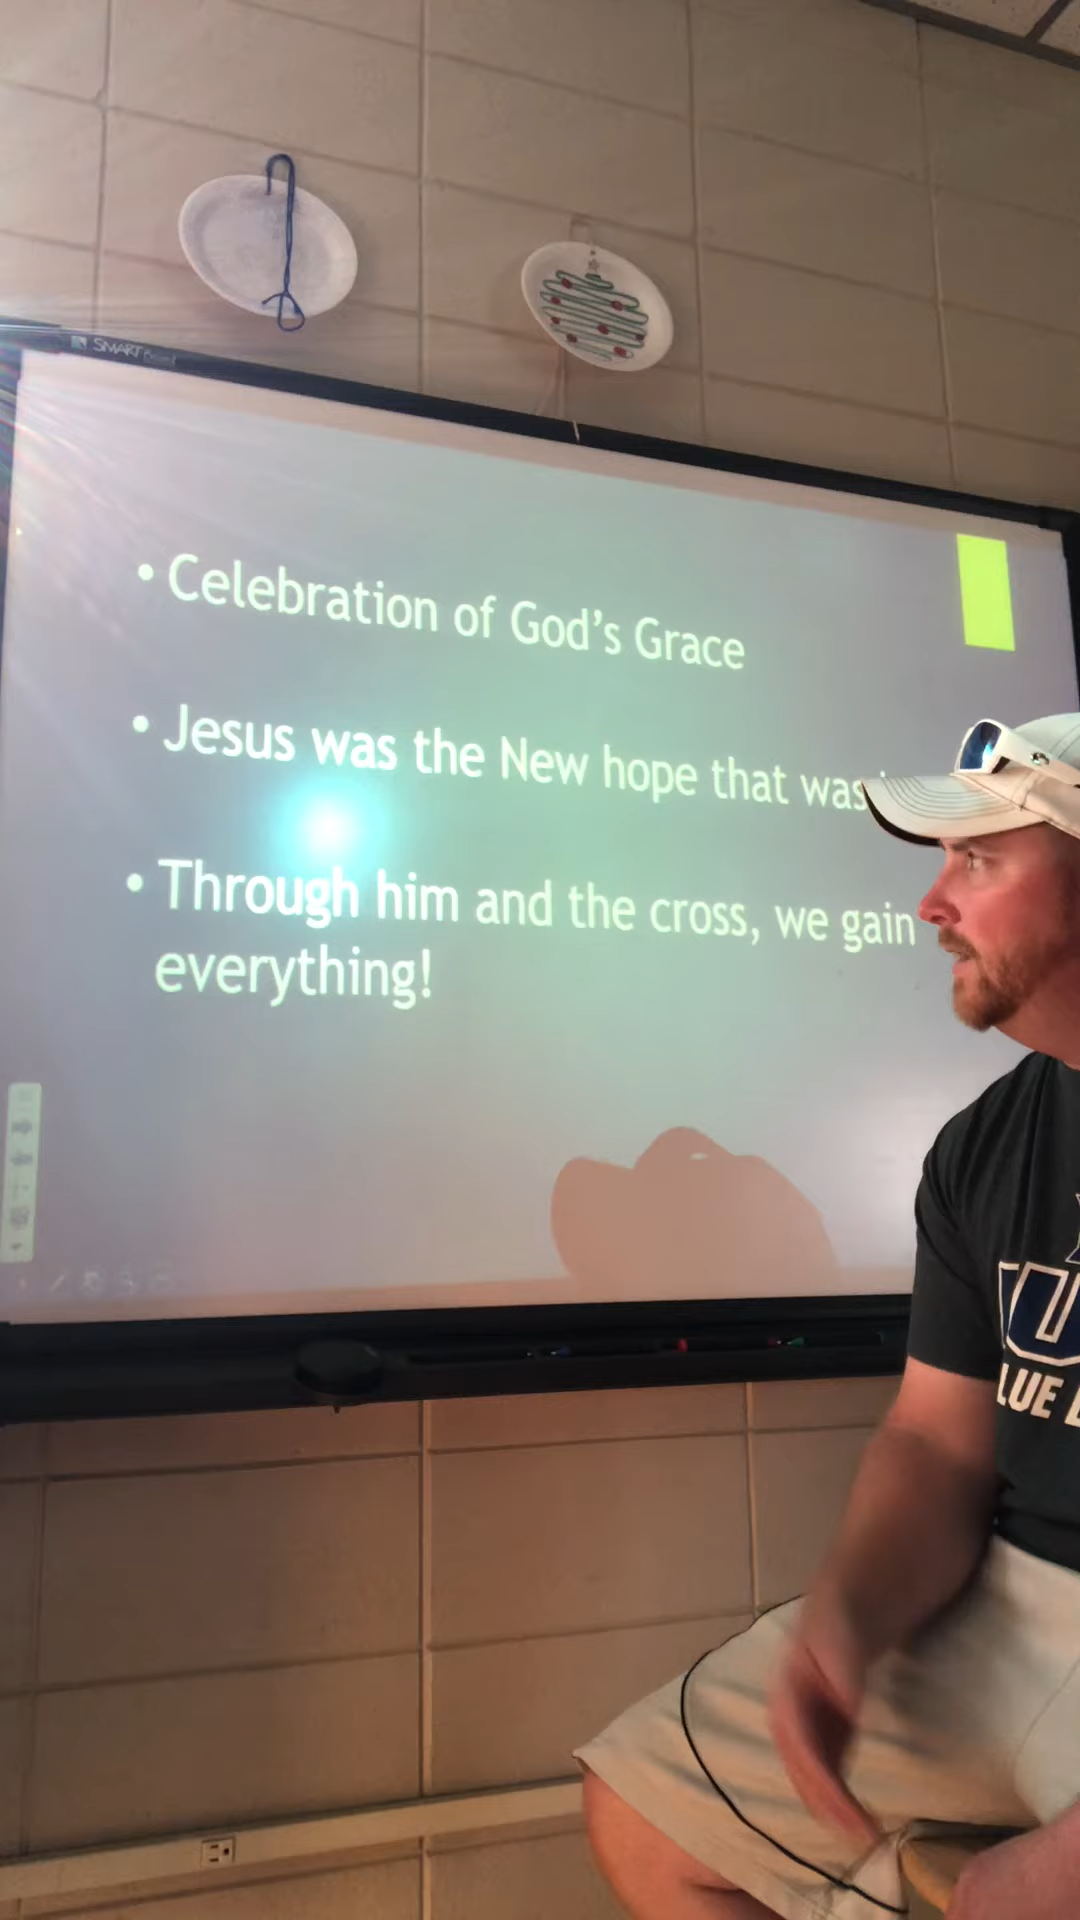 SMART Board
• Celebration of God's Grace
• Jesus was the New hope that was
• Through him and the cross, we gain
everything!
U
LUE